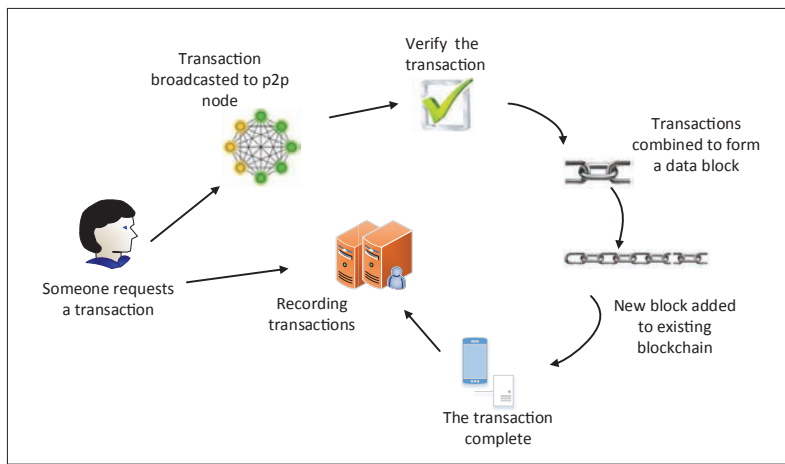 Transaction
broadcasted to p2p
node
Verify the
transaction
Transactions
combined to form
a data block
Someone requests
a transaction
Recording
transactions
New block added
to existing
blockchain
The transaction
complete